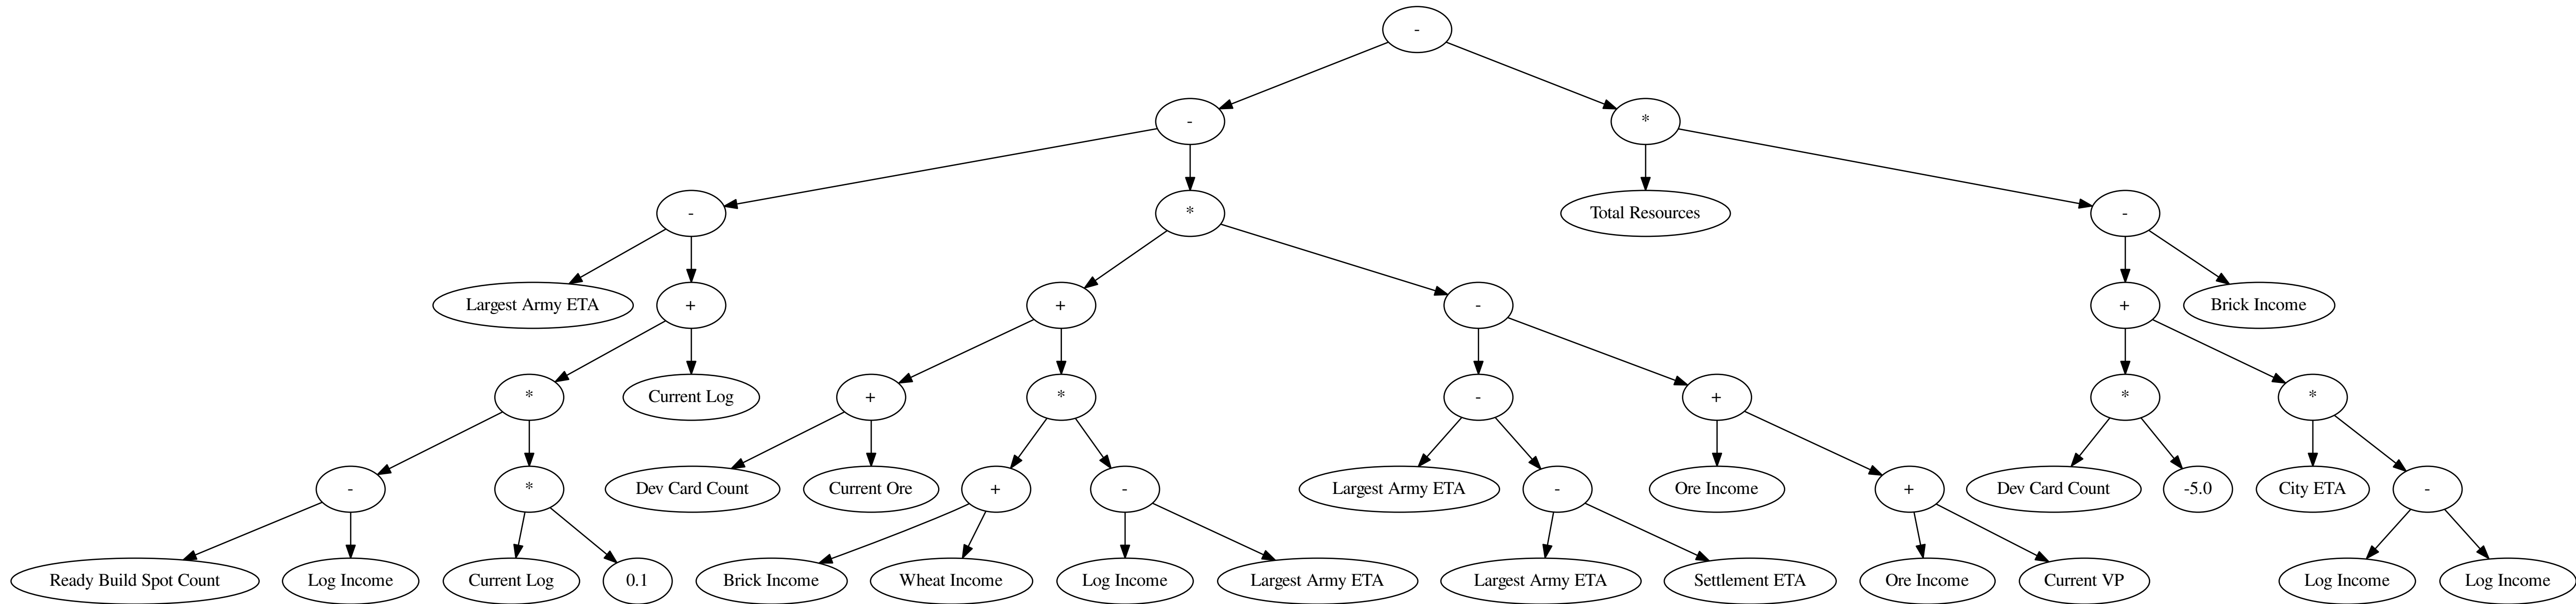 -
- *
- * Total Resources -
Largest Army ETA + + - + Brick Income
* Current Log + * - + * *
- * Dev Card Count Current Ore + - Largest Army ETA - Ore Income + Dev Card Count -5.0 City ETA -
Ready Build Spot Count Log Income Current Log 0.1 Brick Income Wheat Income Log Income Largest Army ETA Largest Army ETA Settlement ETA Ore Income Current VP Log Income Log Income